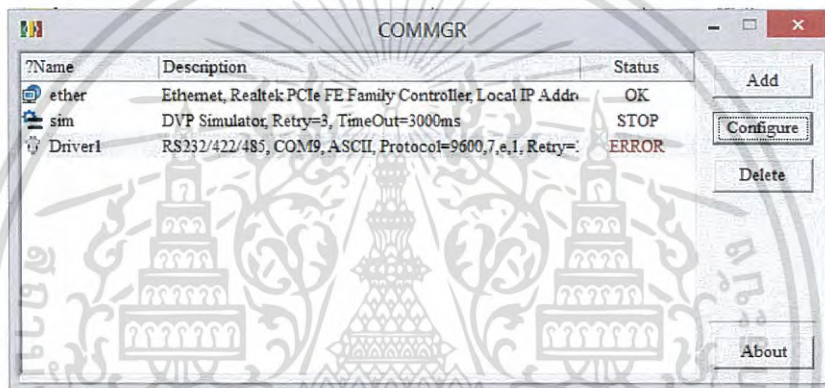 COMMGR
?Name Description Status
ether Ethernet, Realtek PCIe FE Family Controller, Local IP Addr OK
sim DVP Simulator, Retry=3, TimeOut=3000ms STOP
Driver1 RS232/422/485, COM9, ASCII, Protocol=9600,7,e,1, Retry= ERROR
Add
Configure
Delete
About